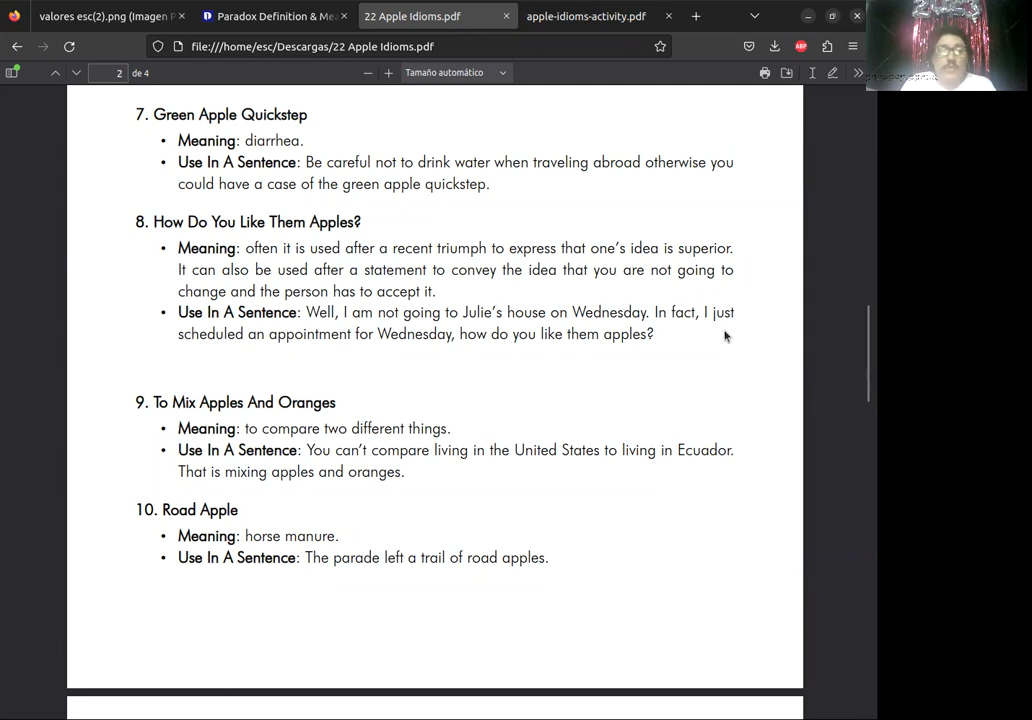 valores esc(2).png (Imagen P
Paradox Definition & Me
22 Apple Idioms.pdf
apple-idioms-activity.pdf
file:///home/esc/Descargas/22 Apple Idioms.pdf
2 de 4
Tamaño automático
7. Green Apple Quickstep
• Meaning: diarrhea.
• Use In A Sentence: Be careful not to drink water when traveling abroad otherwise you
could have a case of the green apple quickstep.
8. How Do You Like Them Apples?
• Meaning: often it is used after a recent triumph to express that one's idea is superior.
It can also be used after a statement to convey the idea that you are not going to
change and the person has to accept it.
• Use In A Sentence: Well, I am not going to Julie's house on Wednesday. In fact, I just
scheduled an appointment for Wednesday, how do you like them apples?
9. To Mix Apples And Oranges
• Meaning: to compare two different things.
• Use In A Sentence: You can't compare living in the United States to living in Ecuador.
That is mixing apples and oranges.
10. Road Apple
• Meaning: horse manure.
• Use In A Sentence: The parade left a trail of road apples.